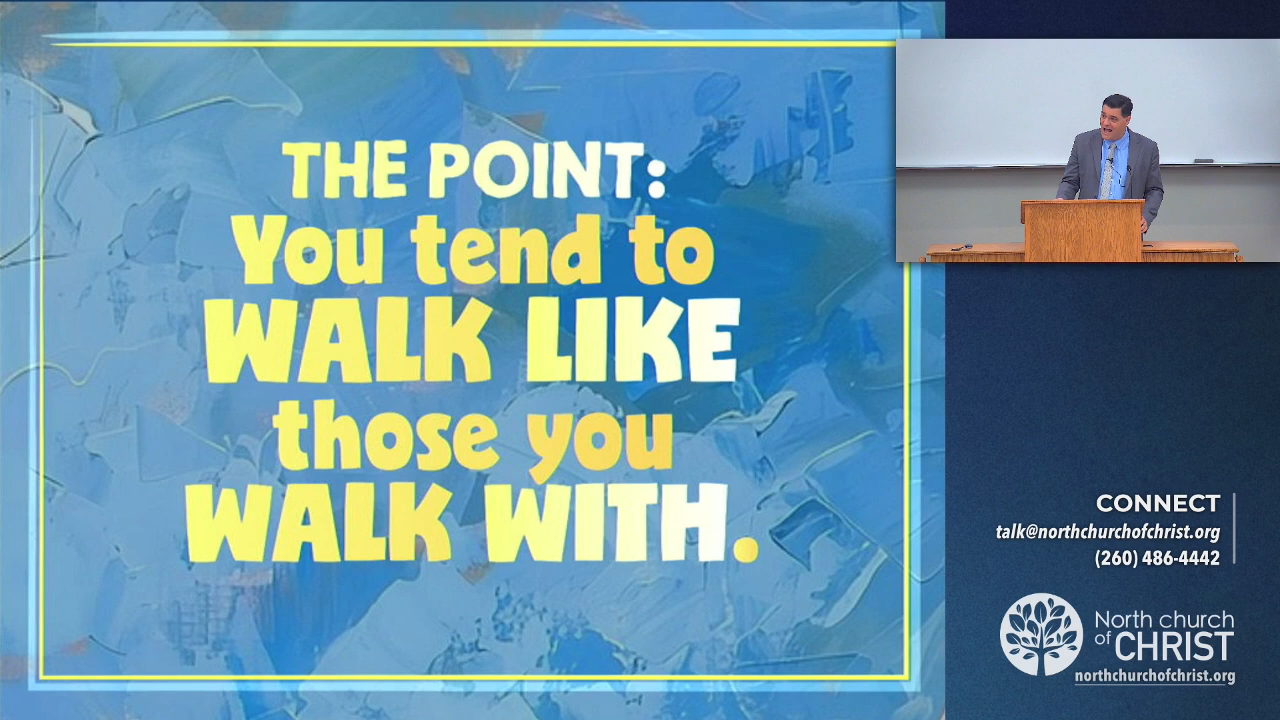 THE POINT:
You tend to
WALK LIKE
those you
WALK WITH.
CONNECT
talk@northchurchofchrist.org
(260) 486-4442
North church
of CHRIST
northchurchofchrist.org